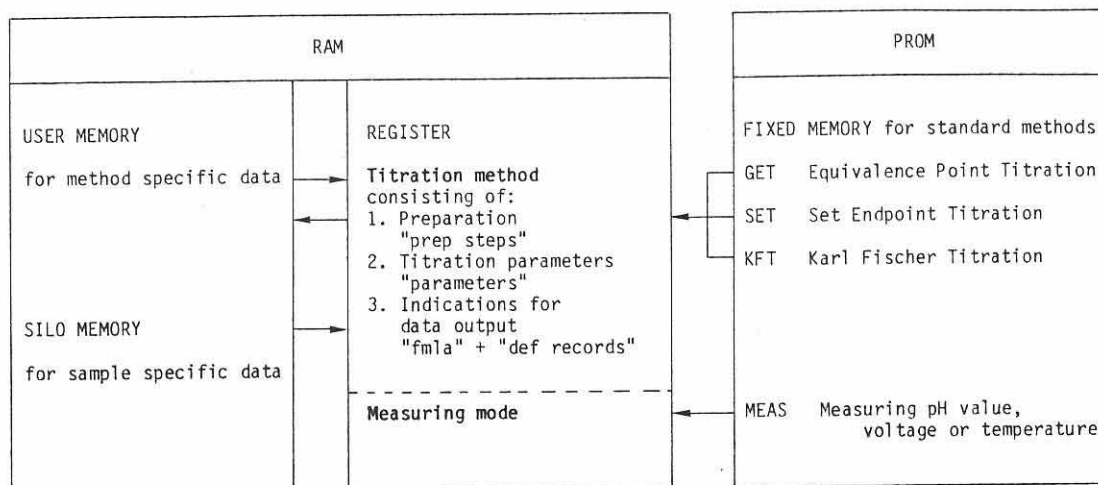 RAM
USER MEMORY
for method specific data
SILO MEMORY
for sample specific data
REGISTER
Titration method
consisting of:
1. Preparation
"prep steps"
2. Titration parameters
"parameters"
3. Indications for
data output
"fmla" + "def records"
Measuring mode
PROM
FIXED MEMORY for standard methods
GET Equivalence Point Titration
SET Set Endpoint Titration
KFT Karl Fischer Titration
MEAS Measuring pH value,
voltage or temperature